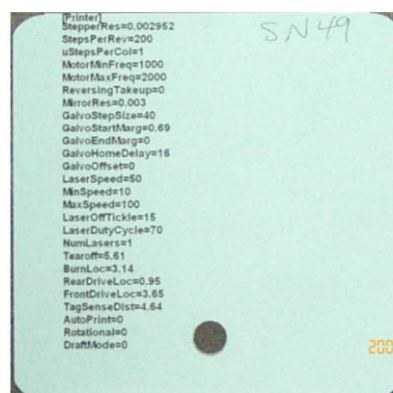 [Printer]
StepperRes=0.002952
StepsPerRev=200
uStepsPerCol=1
MotorMinFreq=1000
MotorMaxFreq=2000
ReversingTakeup=0
MirrorRes=0.003
GalvoStepSize=40
GalvoStartMarg=0.69
GalvoEndMarg=0
GalvoHomeDelay=16
GalvoOffset=0
LaserSpeed=50
MinSpeed=10
MaxSpeed=100
LaserOffTickle=15
LaserDutyCycle=70
NumLasers=1
Tearoff=5.61
BurnLoc=3.14
RearDriveLoc=0.95
FrontDriveLoc=3.65
TagSenseDist=4.64
AutoPrint=0
Rotational=0
DraftMode=0
SN49
200